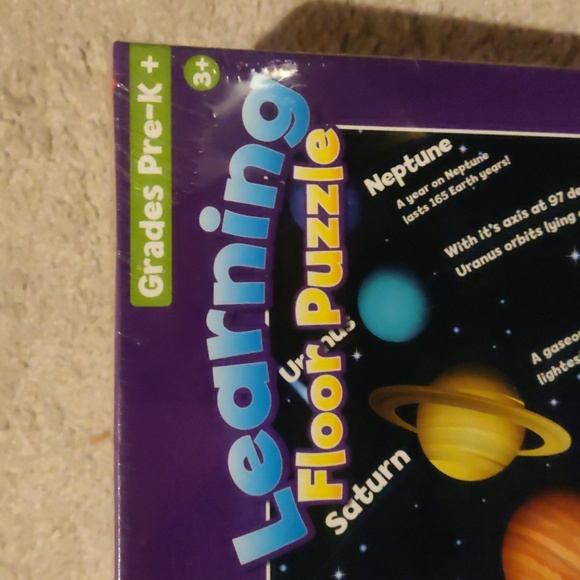 Grades Pre-K +
3+
Learning
Floor Puzzle
Neptune
A year on Neptune
lasts 165 Earth years!
With it's axis at 97
Uranus orbits lying
Saturn
A